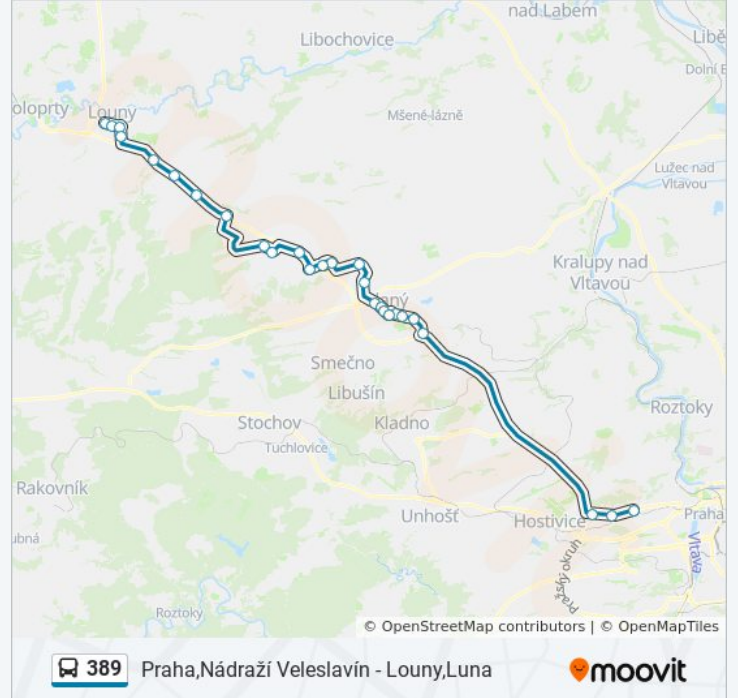 nad Labem
Libochovice
Libě
Dolní B
oloprty
Louny
Mšené-lázně
Lužec nad
Vltavou
Kralupy nad
Vltavou
laný
Smečno
Libušín
Roztoky
Stochov
Kladno
Tuchlovice
Rakovník
Unhošť
Hostivice
Praha
ubná
Vltava
Pražský okruh
Roztoky
© OpenStreetMap contributors | © OpenMapTiles
389 Praha,Nádraží Veleslavín - Louny,Luna
moovit